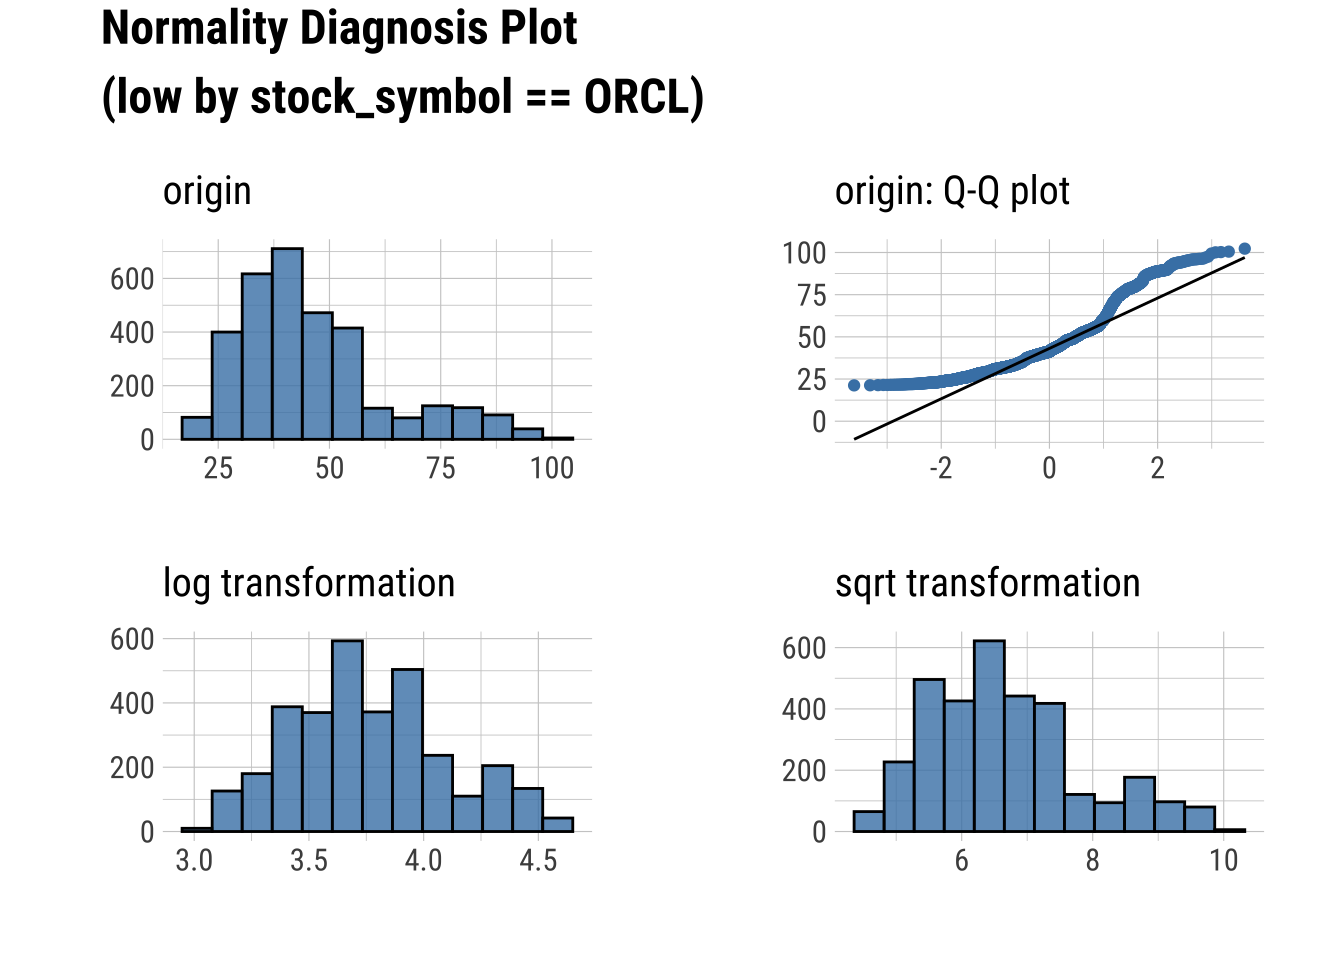 Normality Diagnosis Plot
(low by stock_symbol == ORCL)
origin
600
400
200
0
25 50 75 100
origin: Q-Q plot
100
75
50
25
0
-2 0 2
log transformation
600
400
200
0
3.0 3.5 4.0 4.5
sqrt transformation
600
400
200
0
6 8 10